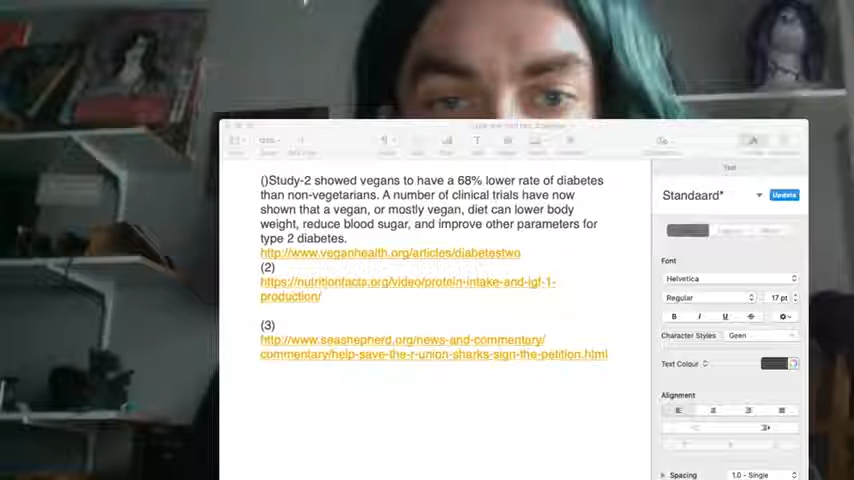 ()Study-2 showed vegans to have a 68% lower rate of diabetes
than non-vegetarians. A number of clinical trials have now
shown that a vegan, or mostly vegan, diet can lower body
weight, reduce blood sugar, and improve other parameters for
type 2 diabetes.
http://www.veganhealth.org/articles/diabetestwo
(2)
https://nutritionfacts.org/video/protein-intake-and-igf-1-
production/
(3)
http://www.seashepherd.org/news-and-commentary/
commentary/help-save-the-r-union-sharks-sign-the-petition.html
Text
Standaard*
Update
Font
Helvetica
Regular
17 pt
B I U S
Character Styles
Geen
Text Colour
Alignment
Spacing
1.0 - Single